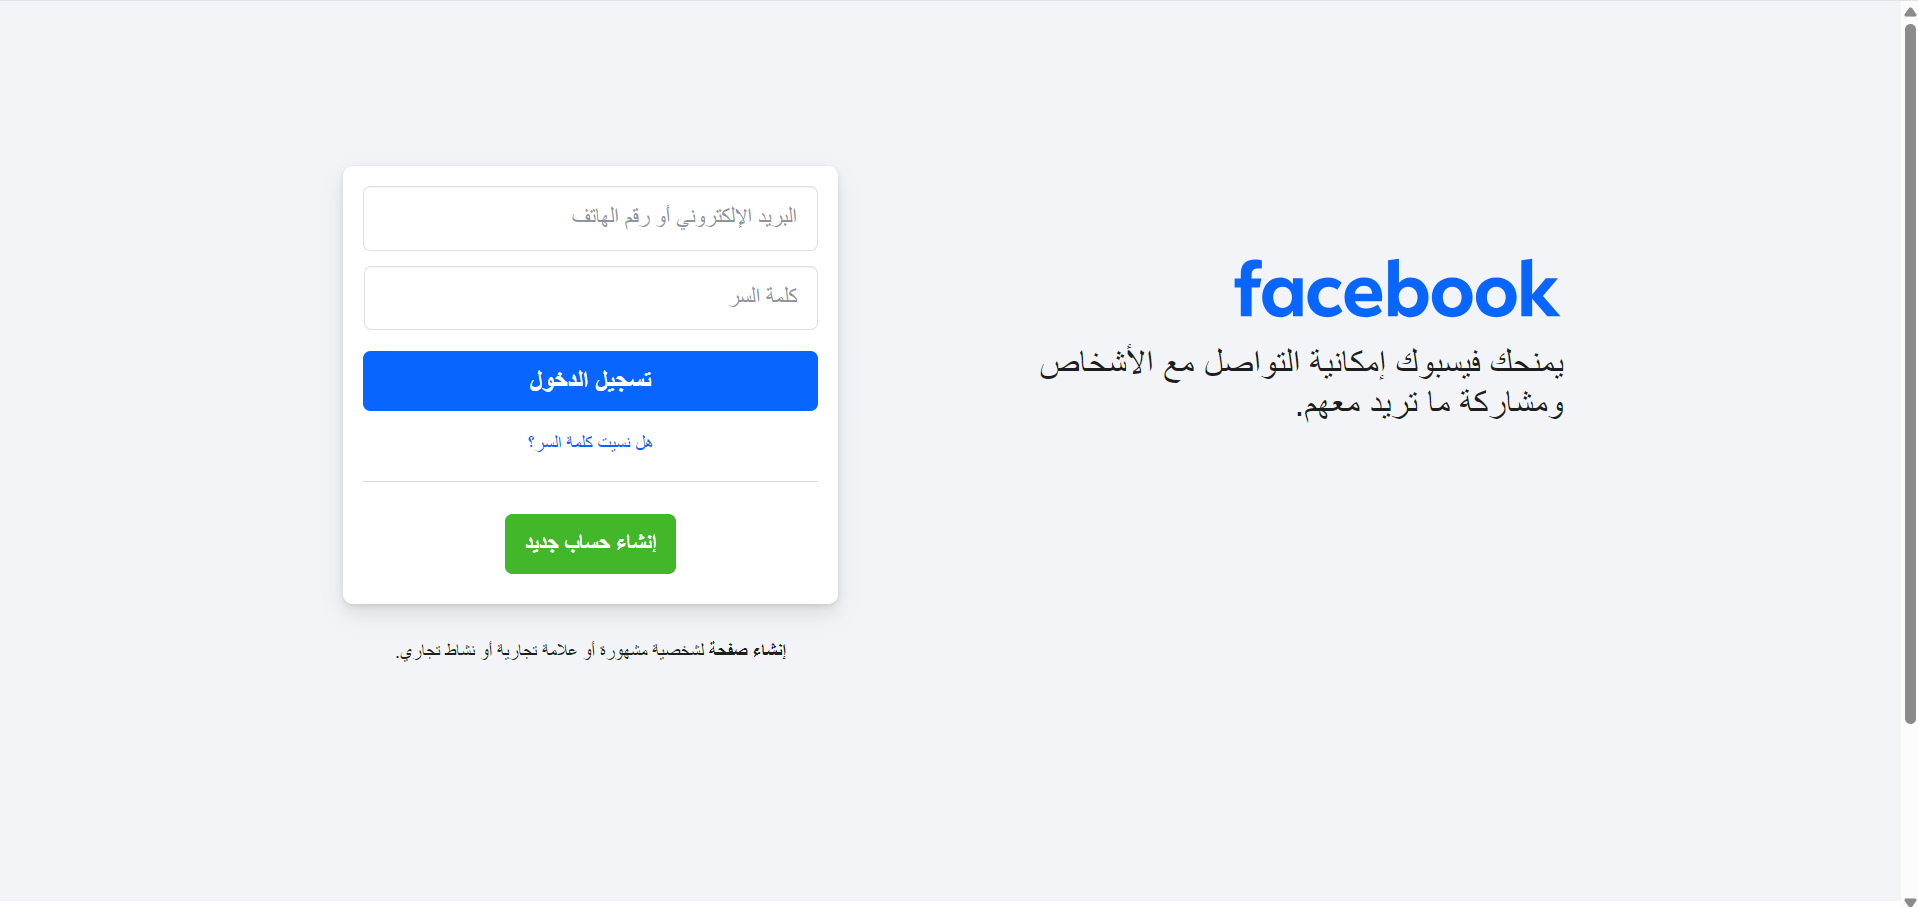 facebook
يمنحك فيسبوك إمكانية التواصل مع الأشخاص
ومشاركة ما تريد معهم.
البريد الإلكتروني أو رقم الهاتف
كلمة السر
تسجيل الدخول
هل نسيت كلمة السر؟
إنشاء حساب جديد
إنشاء صفحة لشخصية مشهورة أو علامة تجارية أو نشاط تجاري.